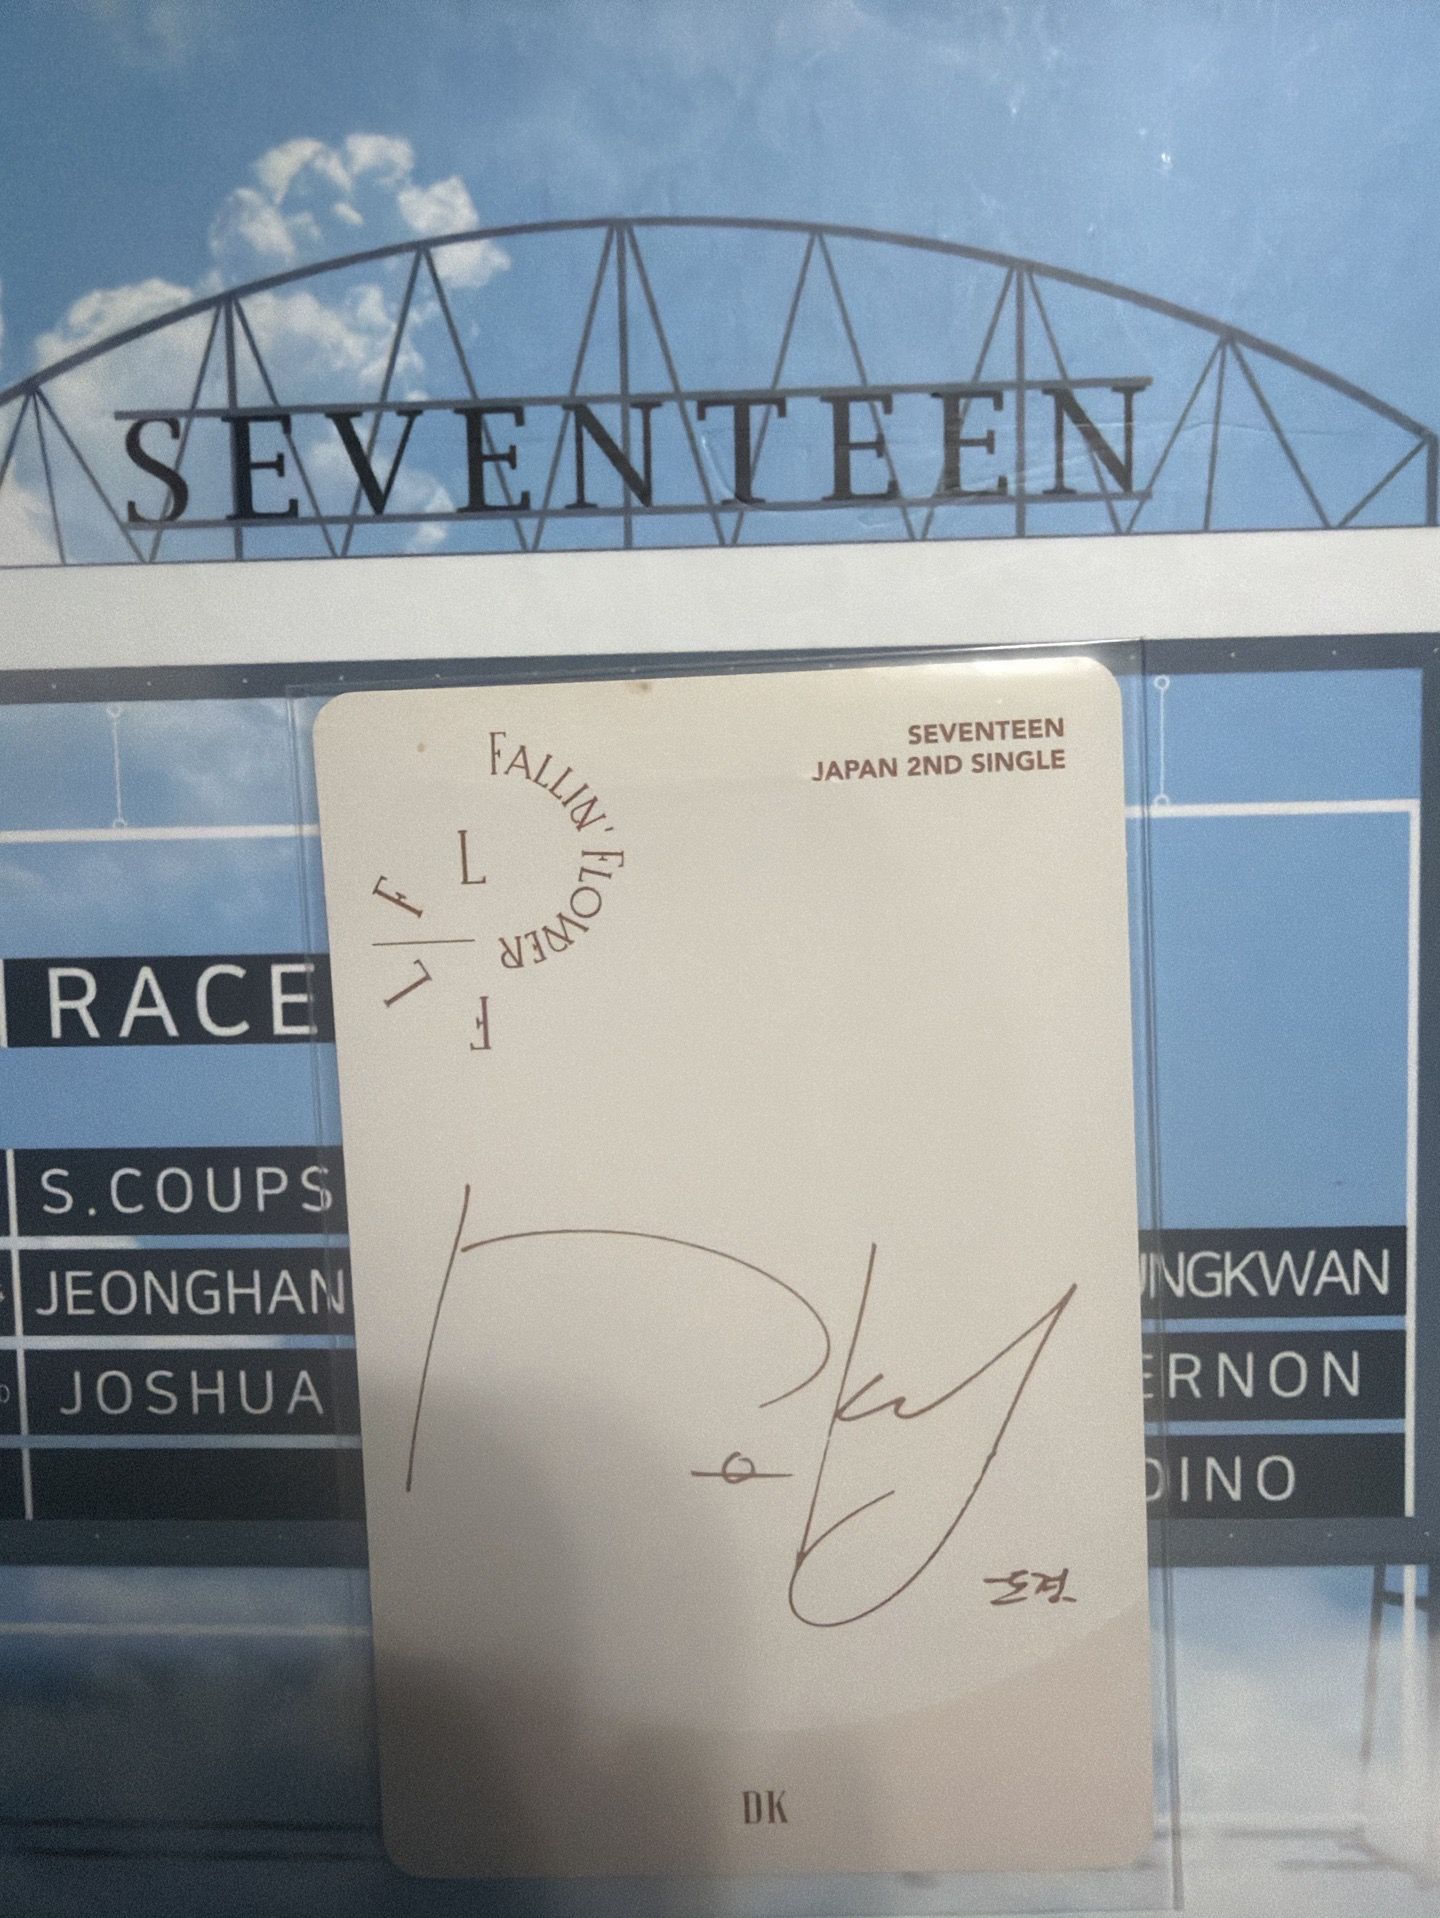 SEVENTEEN
SEVENTEEN
JAPAN 2ND SINGLE
FALLIN' FLOWER
L
F
L
F
RACE
S.COUPS
JEONGHAN
JOSHUA
NGKWAN
ERNON
DINO
도겸
DK